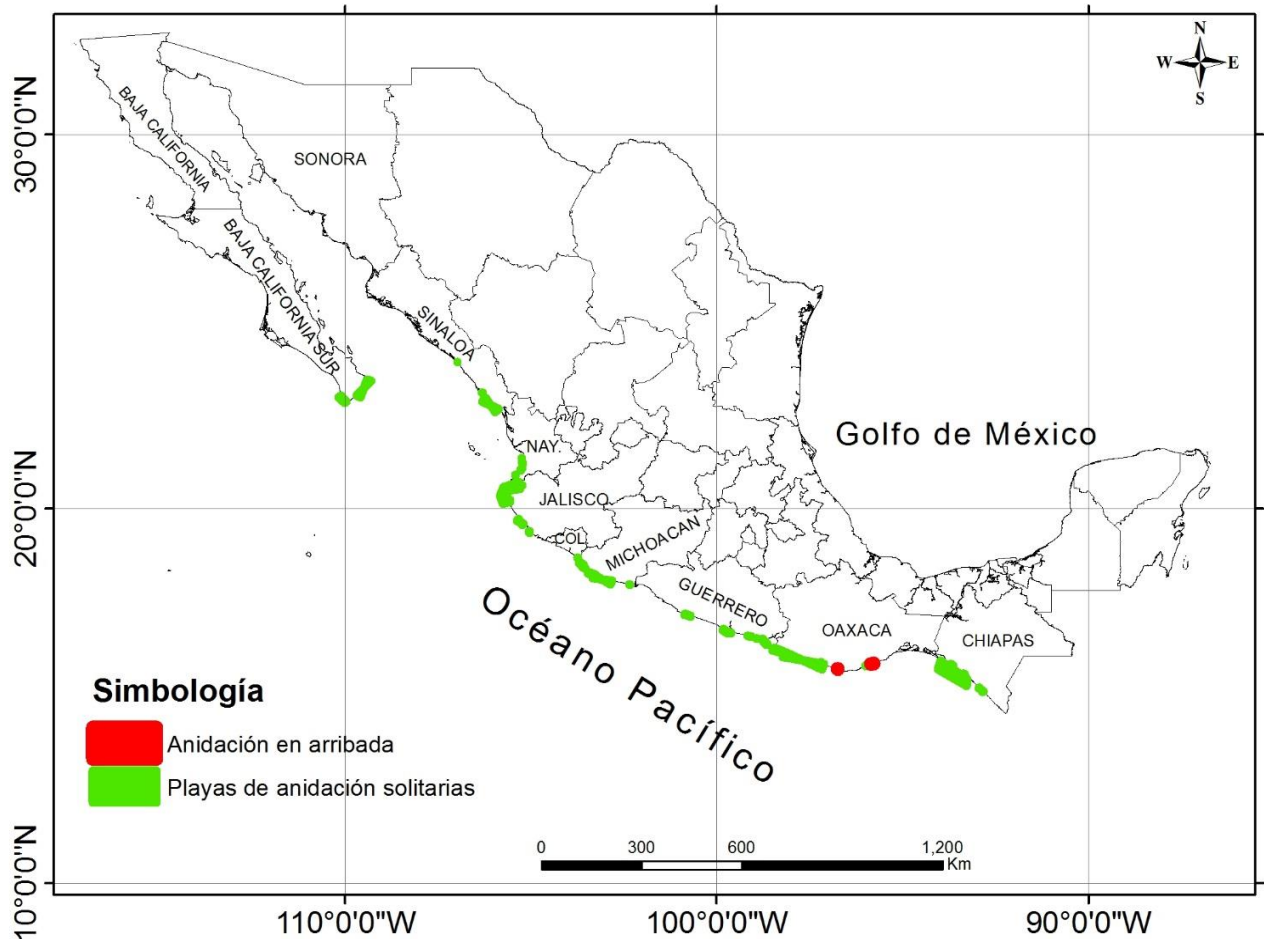 N
W E
S
30°0'0"N
20°0'0"N
10°0'0"N
BAJA CALIFORNIA
SONORA
BAJA CALIFORNIA SUR
SINALOA
NAY.
JALISCO
COL.
MICHOACAN
GUERRERO
OAXACA
CHIAPAS
Golfo de México
Océano Pacífico
Simbología
Anidación en arribada
Playas de anidación solitarias
0 300 600 1,200
Km
110°0'0"W 100°0'0"W 90°0'0"W